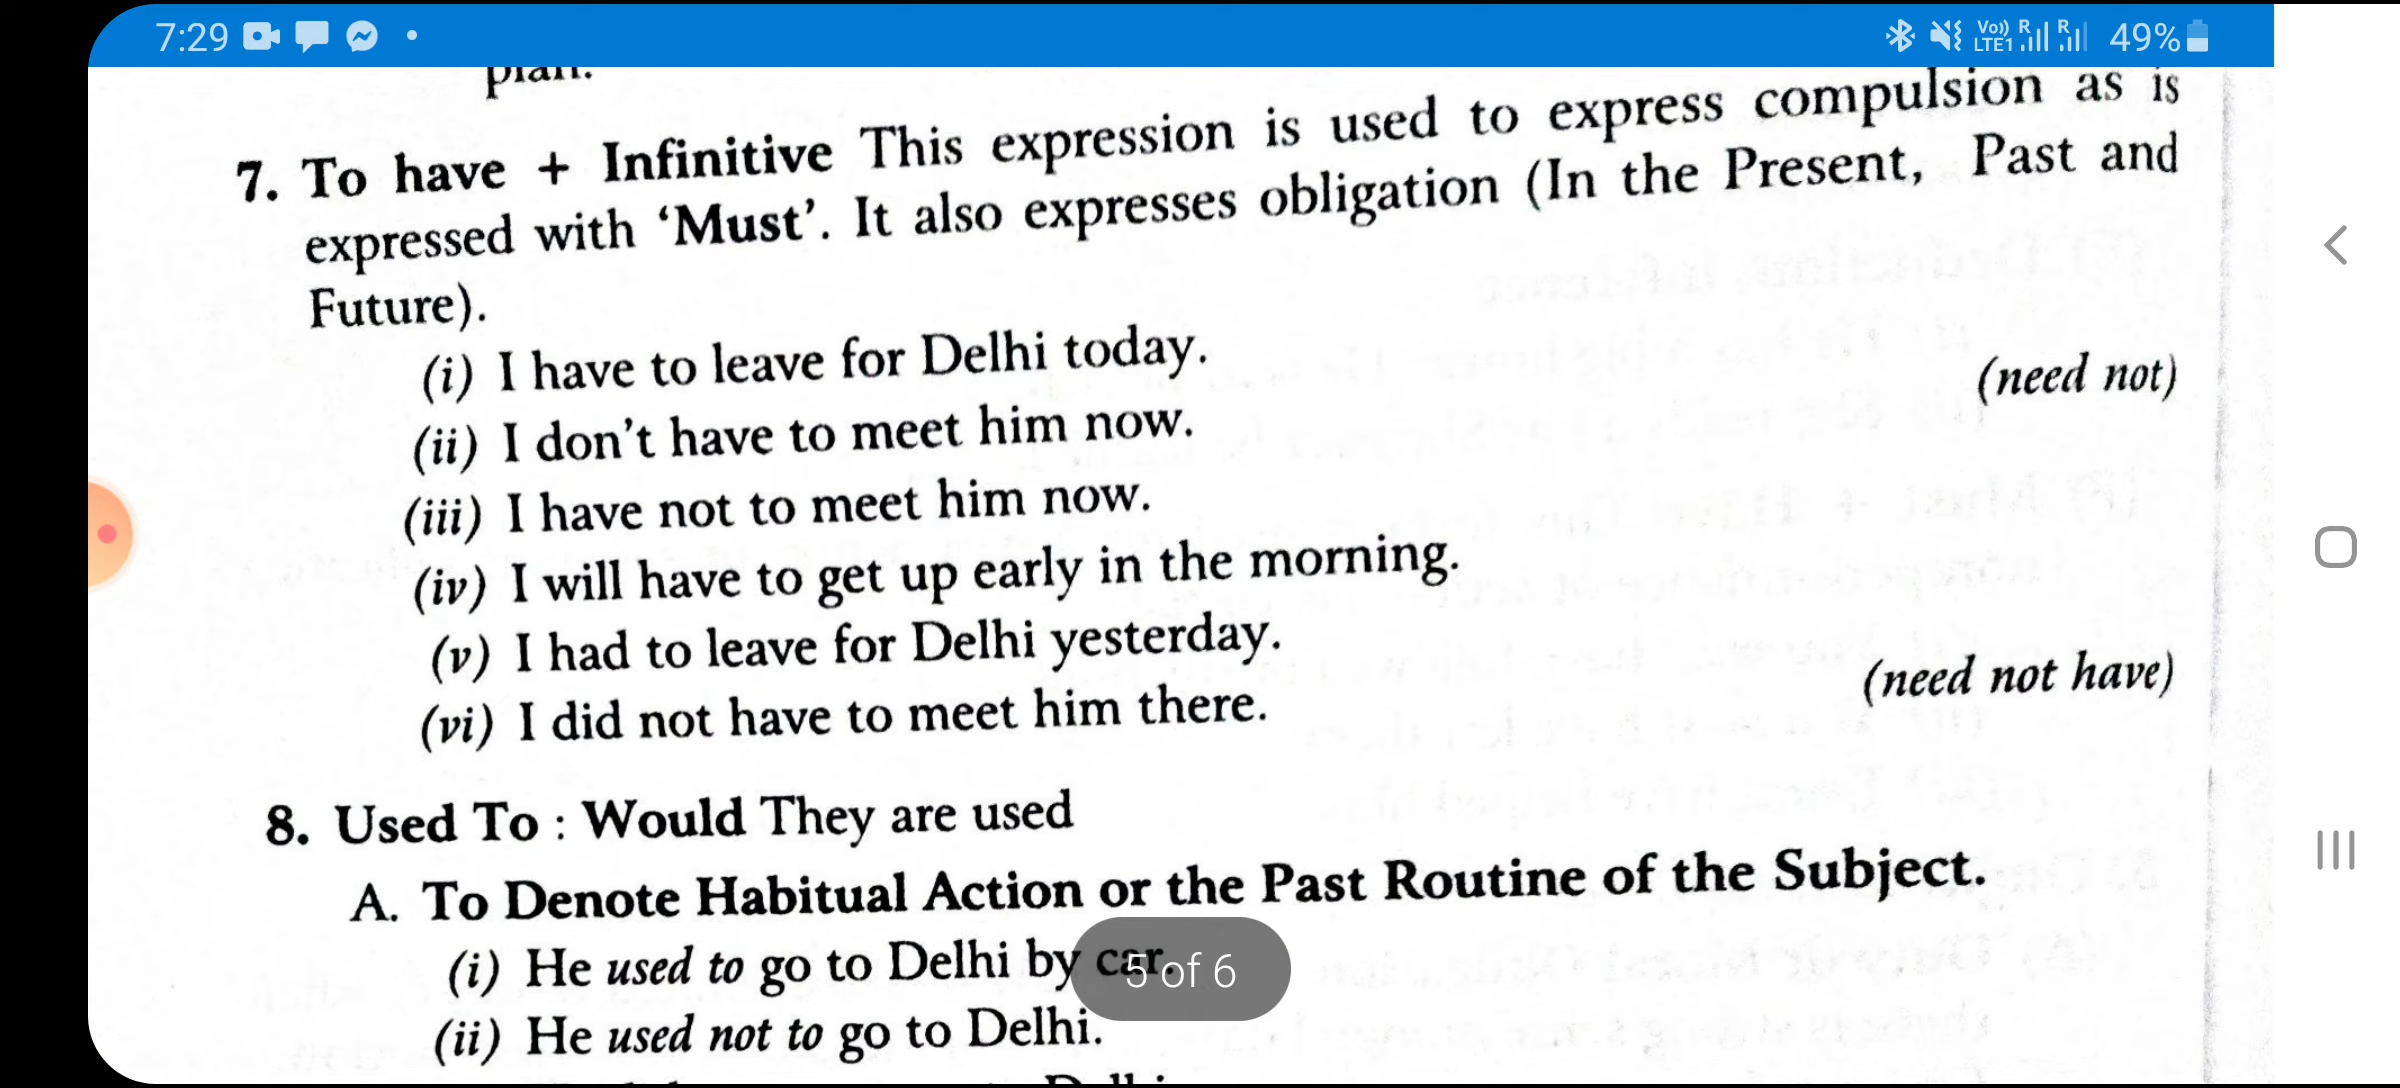 7:29 Vo)) R R 49%
LTE1
plan.
7. To have + Infinitive This expression is used to express compulsion as is
expressed with ‘Must’. It also expresses obligation (In the Present, Past and
Future).
(i) I have to leave for Delhi today.
(ii) I don’t have to meet him now. (need not)
(iii) I have not to meet him now.
(iv) I will have to get up early in the morning.
(v) I had to leave for Delhi yesterday.
(vi) I did not have to meet him there. (need not have)
8. Used To : Would They are used
A. To Denote Habitual Action or the Past Routine of the Subject.
(i) He used to go to Delhi by car.
5 of 6
(ii) He used not to go to Delhi.